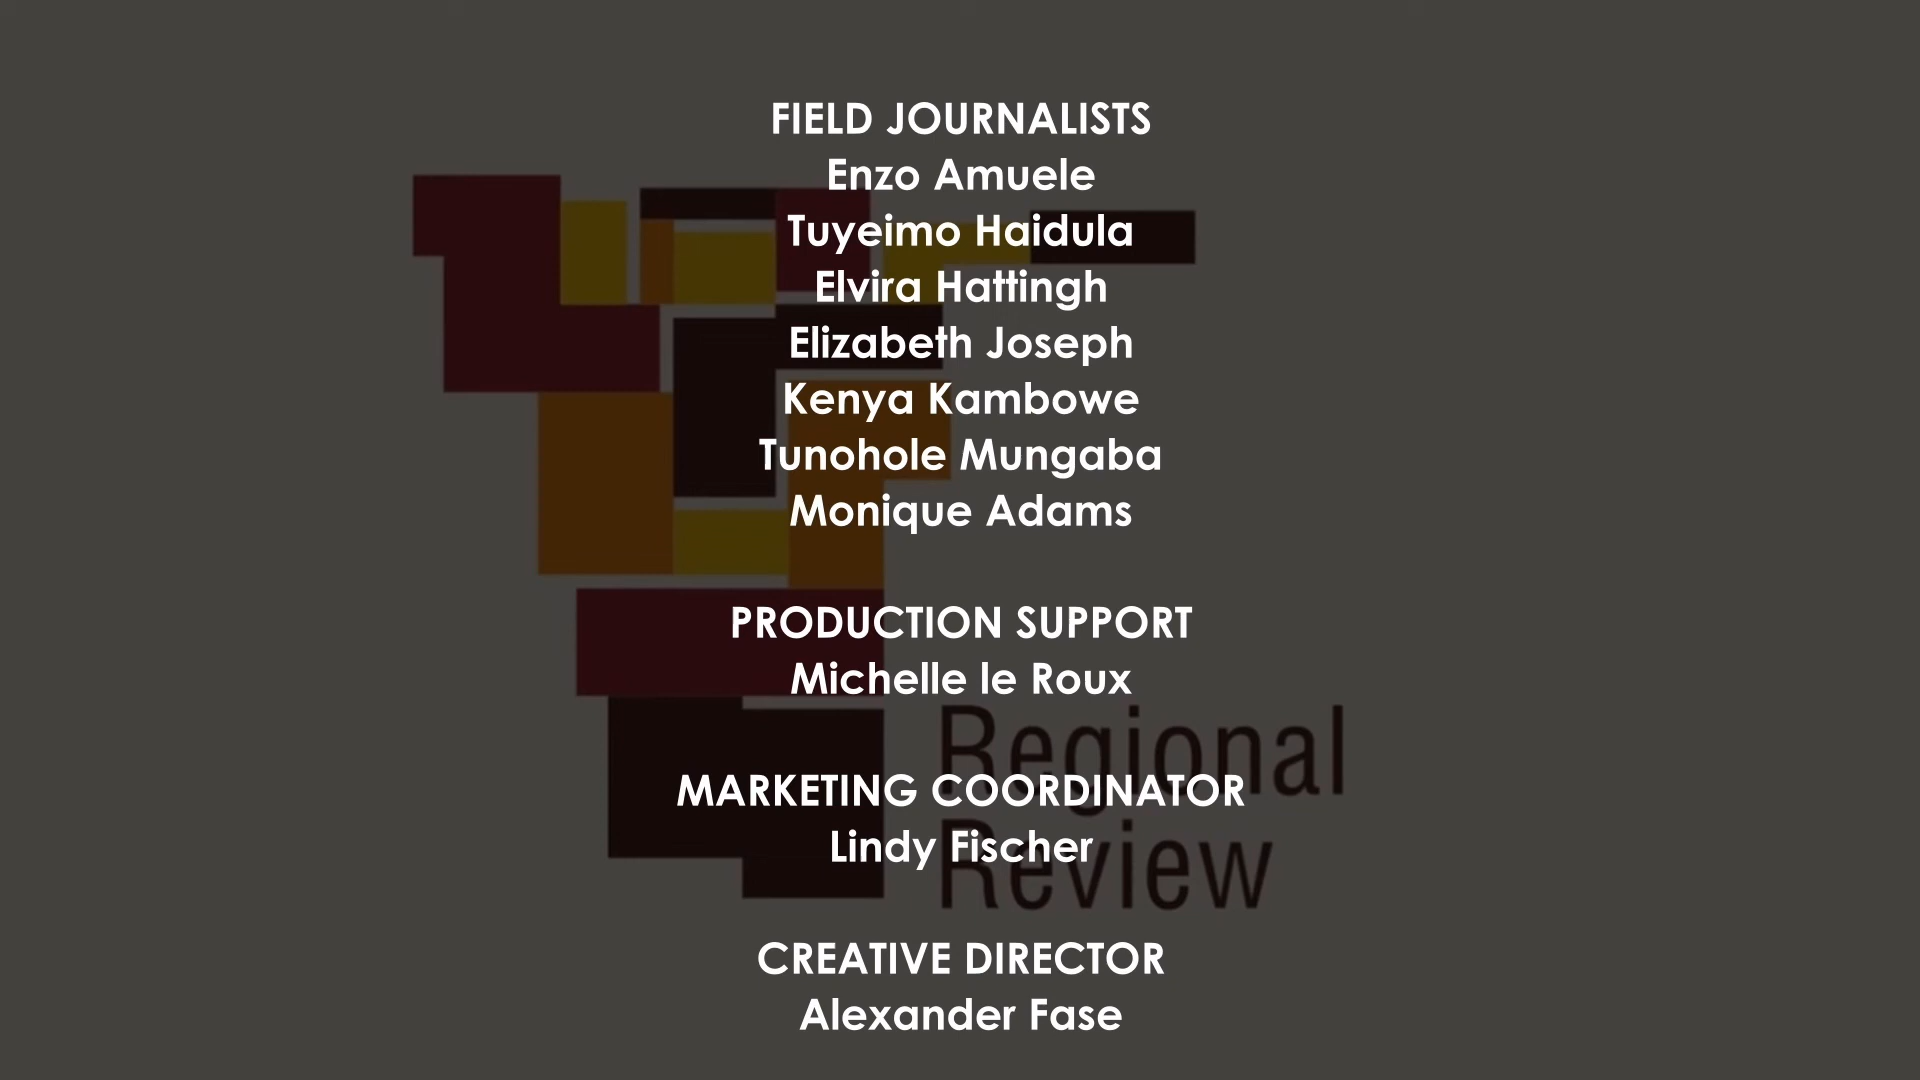 FIELD JOURNALISTS
Enzo Amuele
Tuyeimo Haidula
Elvira Hattingh
Elizabeth Joseph
Kenya Kambowe
Tunohole Mungaba
Monique Adams
PRODUCTION SUPPORT
Michelle le Roux
MARKETING COORDINATOR
Lindy Fischer
CREATIVE DIRECTOR
Alexander Fase
Regional
Review